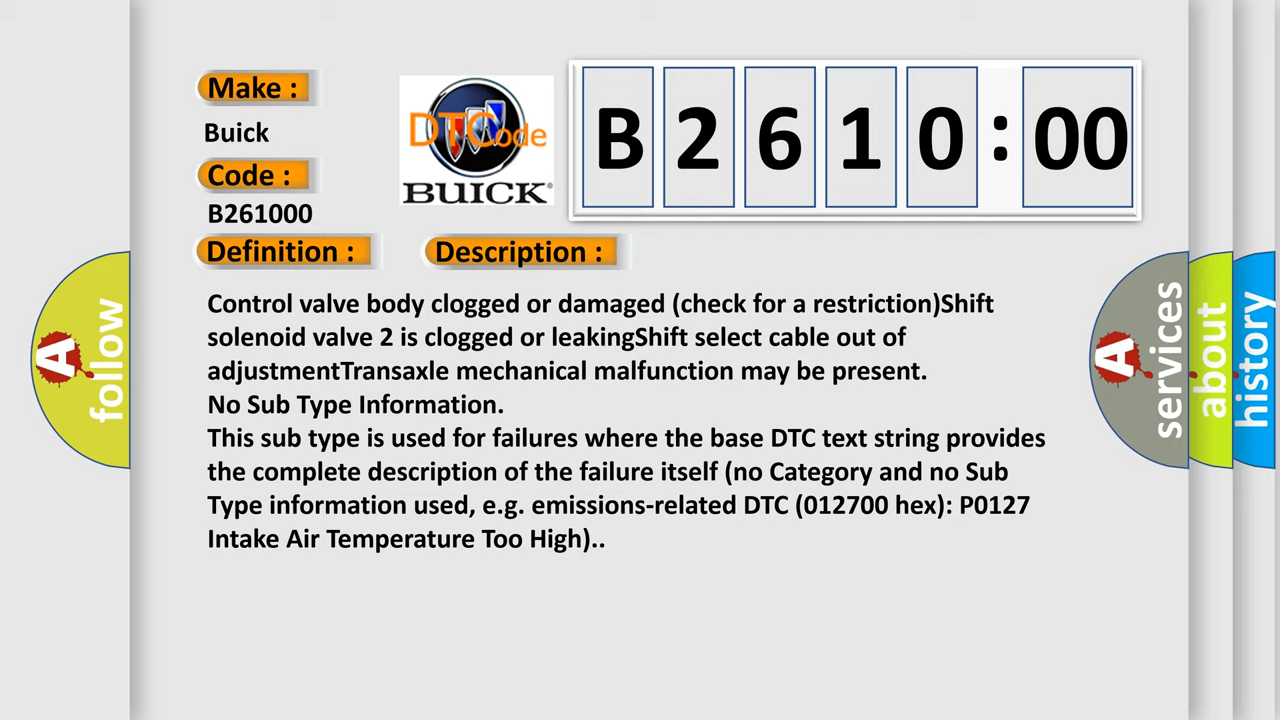 Make :
Buick
Code :
B261000
Definition :
Description :
DTCode
BUICK®
B2610:00
Control valve body clogged or damaged (check for a restriction)Shift
solenoid valve 2 is clogged or leakingShift select cable out of
adjustmentTransaxle mechanical malfunction may be present.
No Sub Type Information.
This sub type is used for failures where the base DTC text string provides
the complete description of the failure itself (no Category and no Sub
Type information used, e.g. emissions-related DTC (012700 hex): P0127
Intake Air Temperature Too High)..
A
follow
A
services
about
history